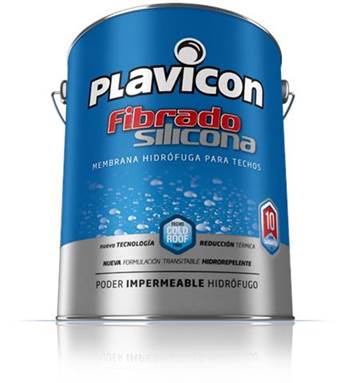 PLAVICON
Fibrado
silicona
MEMBRANA HIDRÓFUGA PARA TECHOS
TECHO
COLD
ROOF
nuevo TECNOLOGÍA
REDUCCIÓN TÉRMICA
10
NUEVA FORMULACIÓN TRANSITABLE HIDROREPELENTE
PODER IMPERMEABLE HIDRÓFUGO